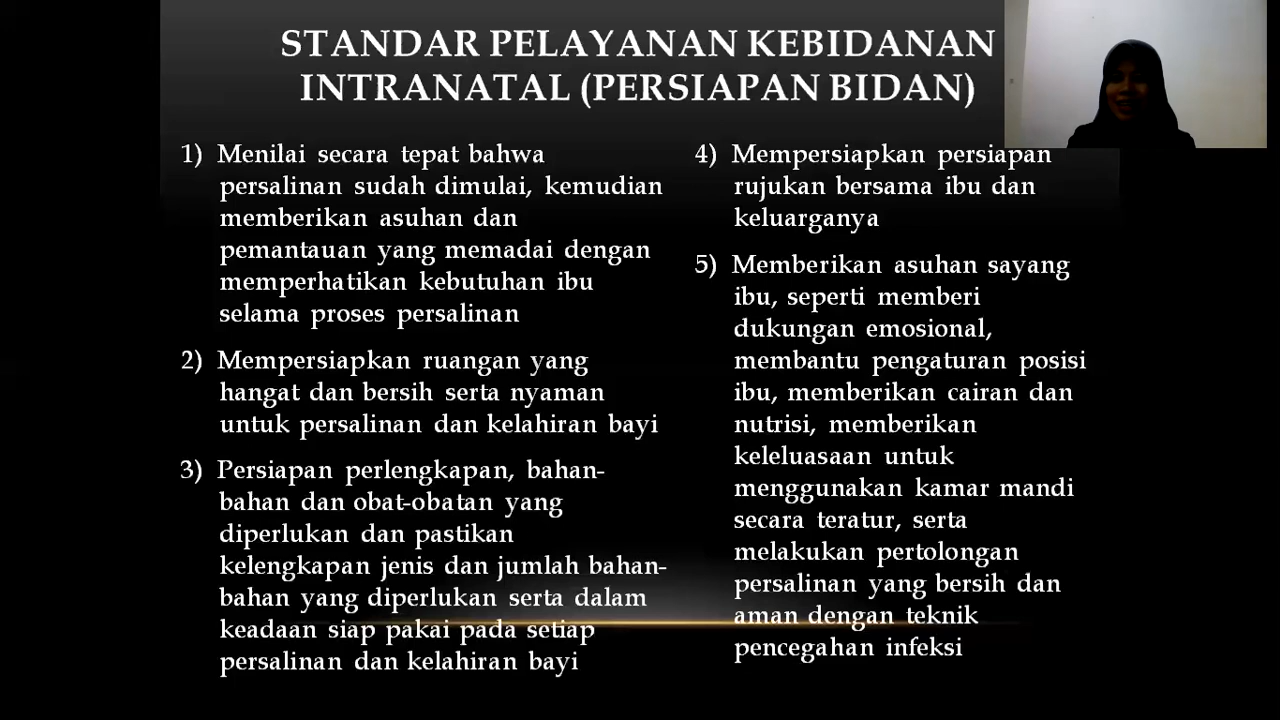 STANDAR PELAYANAN KEBIDANAN
INTRANATAL (PERSIAPAN BIDAN)
1) Menilai secara tepat bahwa
persalinan sudah dimulai, kemudian
memberikan asuhan dan
pemantauan yang memadai dengan
memperhatikan kebutuhan ibu
selama proses persalinan
2) Mempersiapkan ruangan yang
hangat dan bersih serta nyaman
untuk persalinan dan kelahiran bayi
3) Persiapan perlengkapan, bahan-
bahan dan obat-obatan yang
diperlukan dan pastikan
kelengkapan jenis dan jumlah bahan-
bahan yang diperlukan serta dalam
keadaan siap pakai pada setiap
persalinan dan kelahiran bayi
4) Mempersiapkan persiapan
rujukan bersama ibu dan
keluarganya
5) Memberikan asuhan sayang
ibu, seperti memberi
dukungan emosional,
membantu pengaturan posisi
ibu, memberikan cairan dan
nutrisi, memberikan
keleluasaan untuk
menggunakan kamar mandi
secara teratur, serta
melakukan pertolongan
persalinan yang bersih dan
aman dengan teknik
pencegahan infeksi